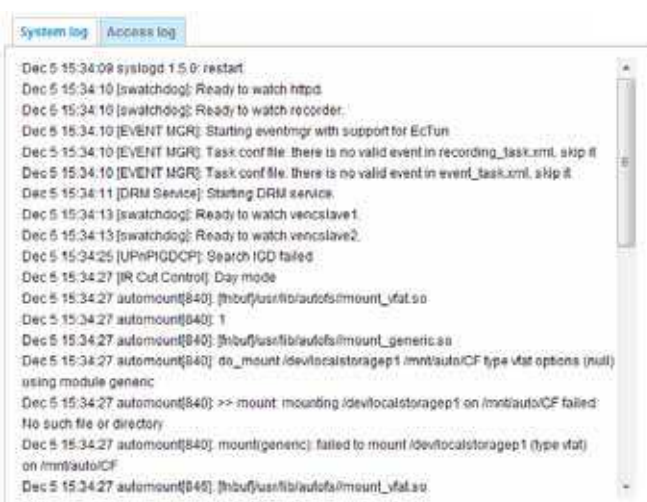 System log Access log
Dec 5 15:34:09 syslogd 1.5.0: restart.
Dec 5 15:34:10 [swatchdog]: Ready to watch httpd.
Dec 5 15:34:10 [swatchdog]: Ready to watch recorder.
Dec 5 15:34:10 [EVENT MGR]: Starting eventmgr with support for EcTun
Dec 5 15:34:10 [EVENT MGR]: Task conf file: there is no valid event in recording_task.xml, skip it
Dec 5 15:34:10 [EVENT MGR]: Task conf file: there is no valid event in event_task.xml, skip it
Dec 5 15:34:11 [DRM Service]: Starting DRM service.
Dec 5 15:34:13 [swatchdog]: Ready to watch vencslave1.
Dec 5 15:34:13 [swatchdog]: Ready to watch vencslave2.
Dec 5 15:34:25 [UPnPIGDCP]: Search IGD failed
Dec 5 15:34:27 [IR Cut Control]: Day mode
Dec 5 15:34:27 automount[840]: [fnbuf]/usr/lib/autofs//mount_vfat.so
Dec 5 15:34:27 automount[840]: 1
Dec 5 15:34:27 automount[840]: [fnbuf]/usr/lib/autofs//mount_generic.so
Dec 5 15:34:27 automount[840]: do_mount /dev/localstoragep1 /mnt/auto/CF type vfat options (null)
using module generic
Dec 5 15:34:27 automount[840]: >> mount: mounting /dev/localstoragep1 on /mnt/auto/CF failed:
No such file or directory
Dec 5 15:34:27 automount[840]: mount(generic): failed to mount /dev/localstoragep1 (type vfat)
on /mnt/auto/CF
Dec 5 15:34:27 automount[846]: [fnbuf]/usr/lib/autofs//mount_vfat.so